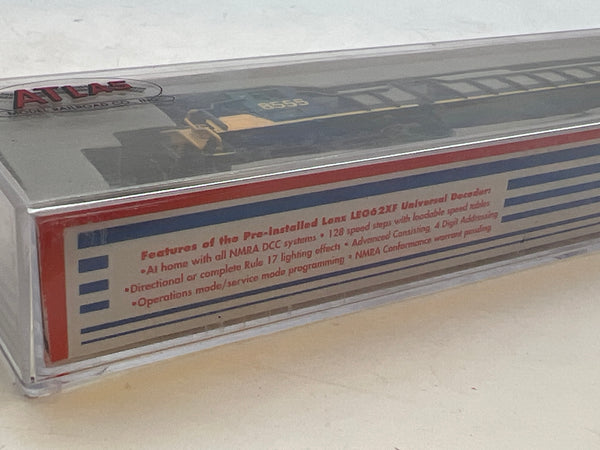 ATLAS
MODEL RAILROAD CO., INC.
8555
Features of the Pre-installed Lenz LE062XF Universal Decoder:
•At home with all NMRA DCC systems • 128 speed steps with loadable speed tables
•Directional or complete Rule 17 lighting effects • Advanced Consisting, 4 Digit Addressing
•Operations mode/service mode programming • NMRA Conformance warrant pending